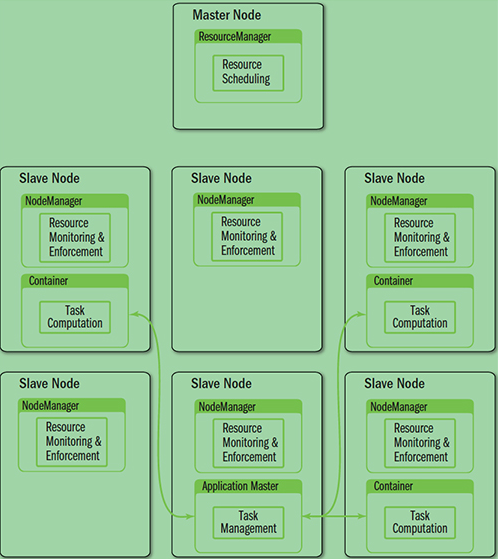 Master Node
ResourceManager
Resource
Scheduling
Slave Node
NodeManager
Resource
Monitoring &
Enforcement
Container
Task
Computation
Slave Node
NodeManager
Resource
Monitoring &
Enforcement
Slave Node
NodeManager
Resource
Monitoring &
Enforcement
Container
Task
Computation
Slave Node
NodeManager
Resource
Monitoring &
Enforcement
Slave Node
NodeManager
Resource
Monitoring &
Enforcement
Application Master
Task
Management
Slave Node
NodeManager
Resource
Monitoring &
Enforcement
Container
Task
Computation